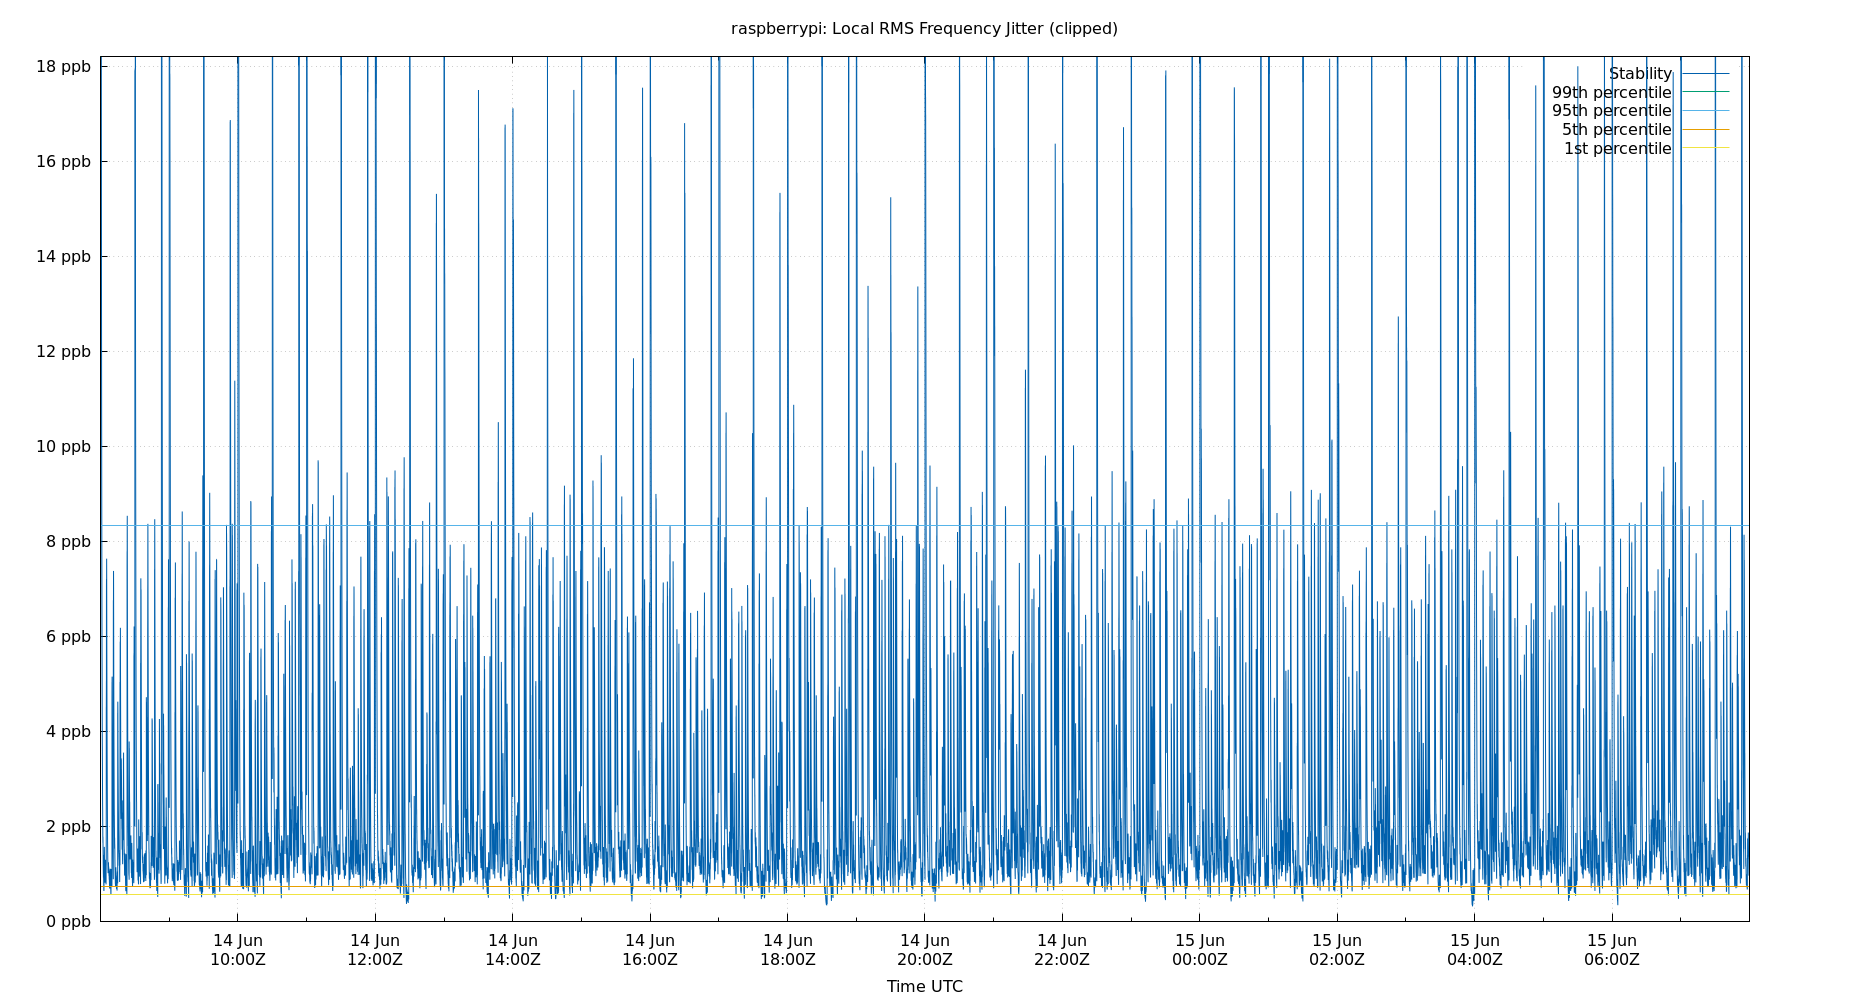 raspberrypi: Local RMS Frequency Jitter (clipped)
18 ppb
16 ppb
14 ppb
12 ppb
10 ppb
8 ppb
6 ppb
4 ppb
2 ppb
0 ppb
Stability
99th percentile
95th percentile
5th percentile
1st percentile
14 Jun
10:00Z
14 Jun
12:00Z
14 Jun
14:00Z
14 Jun
16:00Z
14 Jun
18:00Z
14 Jun
20:00Z
14 Jun
22:00Z
15 Jun
00:00Z
15 Jun
02:00Z
15 Jun
04:00Z
15 Jun
06:00Z
Time UTC